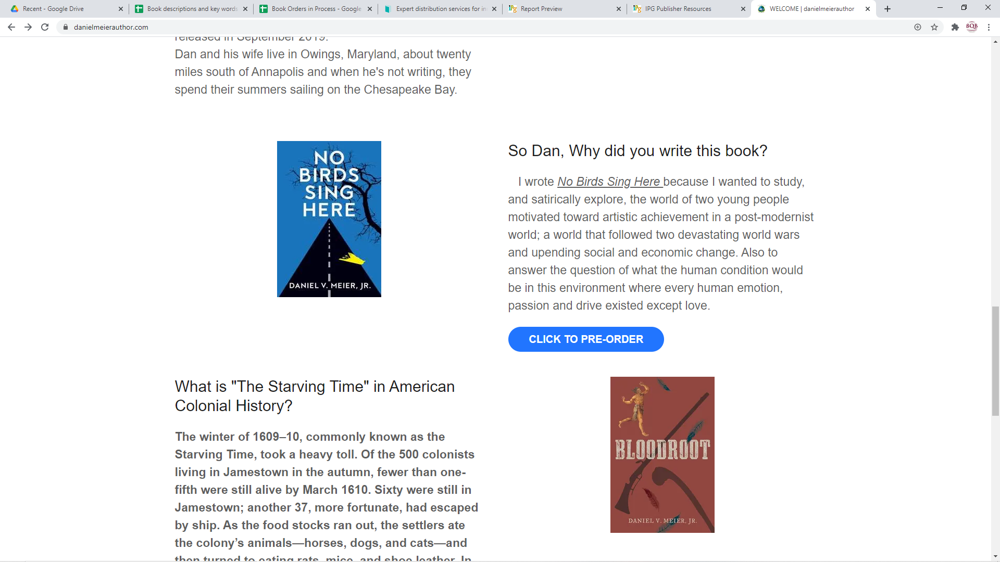 Recent - Google Drive
Book descriptions and key words
Book Orders in Process - Google
Expert distribution services for in
iPg Report Preview
iPg IPG Publisher Resources
WELCOME | danielmeierauthor
danielmeierauthor.com
BQB
released in September 2019.
Dan and his wife live in Owings, Maryland, about twenty
miles south of Annapolis and when he's not writing, they
spend their summers sailing on the Chesapeake Bay.
NO
BIRDS
SING
HERE
DANIEL V. MEIER, JR.
So Dan, Why did you write this book?
I wrote No Birds Sing Here because I wanted to study,
and satirically explore, the world of two young people
motivated toward artistic achievement in a post-modernist
world; a world that followed two devastating world wars
and upending social and economic change. Also to
answer the question of what the human condition would
be in this environment where every human emotion,
passion and drive existed except love.
CLICK TO PRE-ORDER
What is "The Starving Time" in American
Colonial History?
The winter of 1609–10, commonly known as the
Starving Time, took a heavy toll. Of the 500 colonists
living in Jamestown in the autumn, fewer than one-
fifth were still alive by March 1610. Sixty were still in
Jamestown; another 37, more fortunate, had escaped
by ship. As the food stocks ran out, the settlers ate
the colony’s animals—horses, dogs, and cats—and
then turned to eating rats, mice, and shoe leather. In
BLOODROOT
DANIEL V. MEIER, JR.